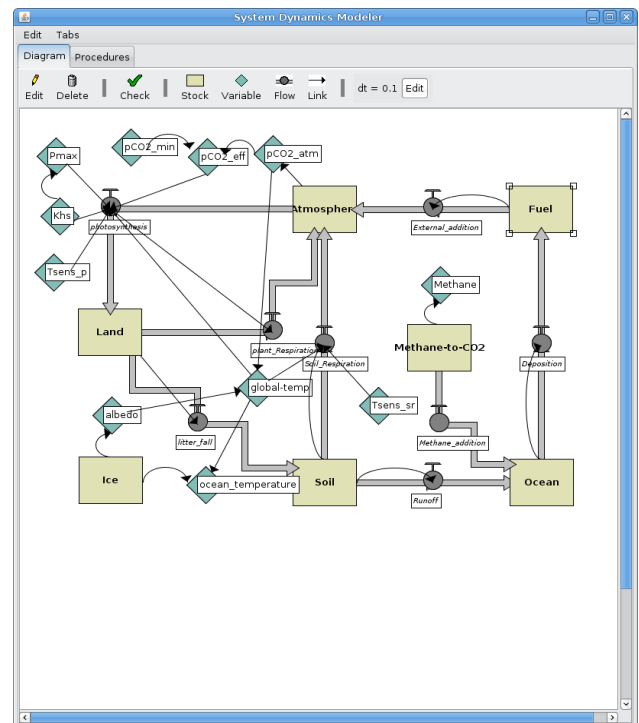 System Dynamics Modeler
Edit Tabs
Diagram Procedures
Edit Delete Check Stock Variable Flow Link dt = 0.1 Edit
pCO2_min
Pmax
pCO2_eff
pCO2_atm
Khs
Atmospher
Fuel
photosynthesis
External_addition
Tsens_p
Methane
Land
Methane-to-CO2
plant_Respiration
Soil_Respiration
Deposition
global-temp
Tsens_sr
albedo
litter_fall
Methane_addition
Ice
ocean_temperature
Soil
Ocean
Runoff